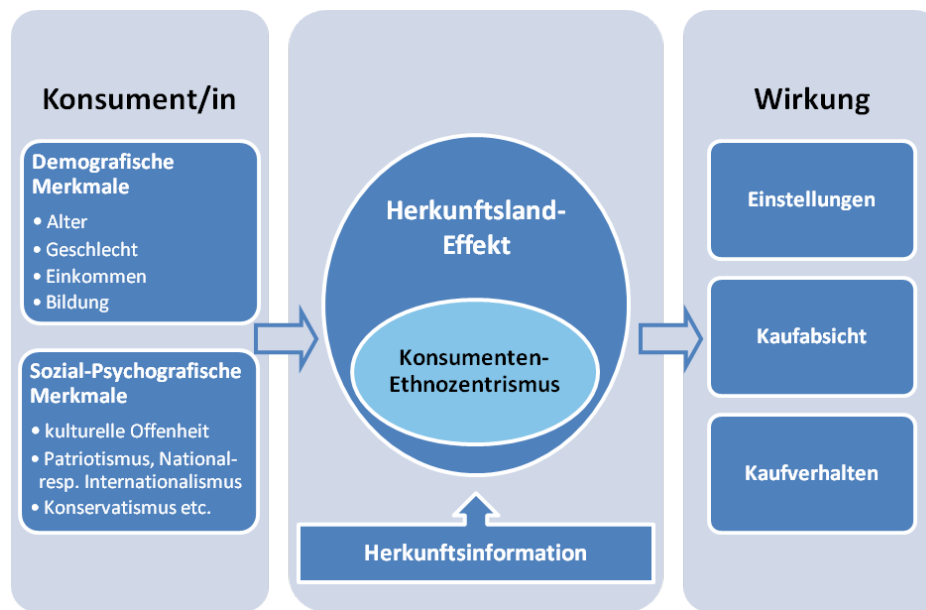 Konsument/in
Demografische
Merkmale
• Alter
• Geschlecht
• Einkommen
• Bildung
Sozial-Psychografische
Merkmale
• kulturelle Offenheit
• Patriotismus, National-
resp. Internationalismus
• Konservatismus etc.
Herkunftsland-
Effekt
Konsumenten-
Ethnozentrismus
Herkunftsinformation
Wirkung
Einstellungen
Kaufabsicht
Kaufverhalten